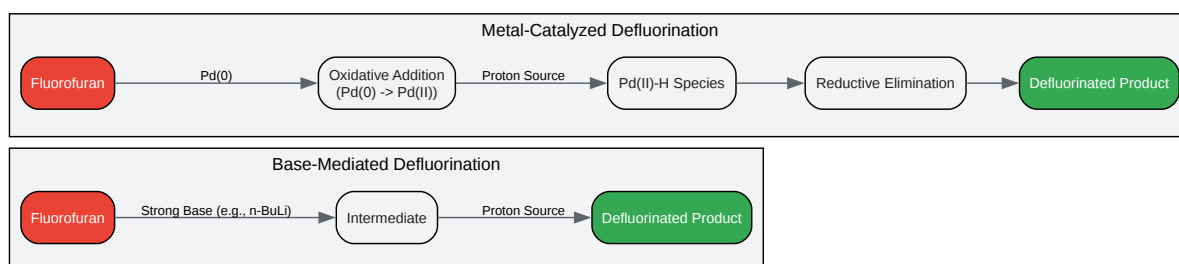 Metal-Catalyzed Defluorination
Fluorofuran
Pd(0)
Oxidative Addition
(Pd(0) -> Pd(II))
Proton Source
Pd(II)-H Species
Reductive Elimination
Defluorinated Product
Base-Mediated Defluorination
Fluorofuran
Strong Base (e.g., n-BuLi)
Intermediate
Proton Source
Defluorinated Product